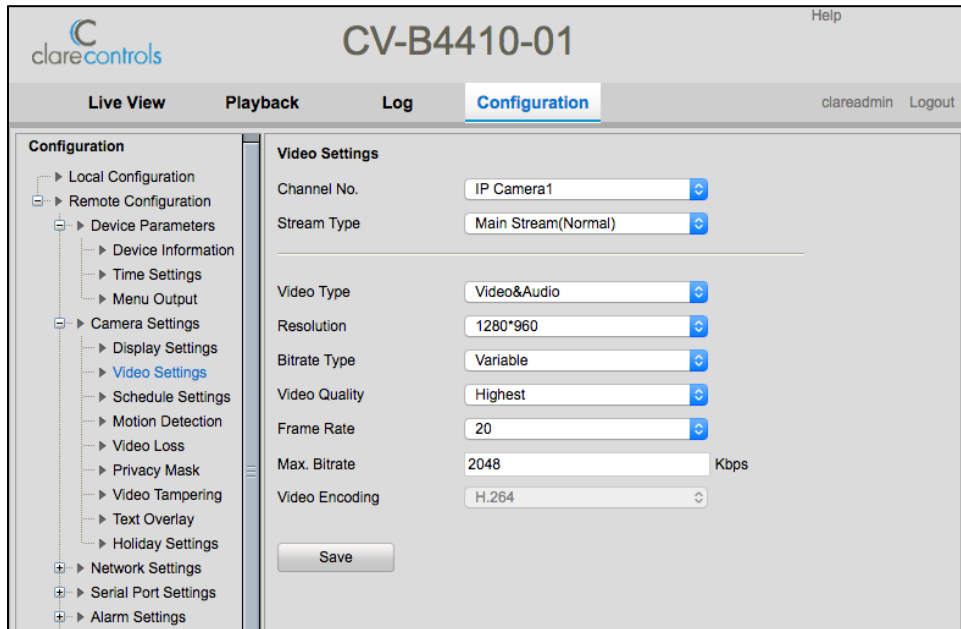 clarecontrols
CV-B4410-01
Help
Live View Playback Log Configuration clareadmin Logout
Configuration
Local Configuration
Remote Configuration
Device Parameters
Device Information
Time Settings
Menu Output
Camera Settings
Display Settings
Video Settings
Schedule Settings
Motion Detection
Video Loss
Privacy Mask
Video Tampering
Text Overlay
Holiday Settings
Network Settings
Serial Port Settings
Alarm Settings
Video Settings
Channel No. IP Camera1
Stream Type Main Stream(Normal)
Video Type Video&Audio
Resolution 1280*960
Bitrate Type Variable
Video Quality Highest
Frame Rate 20
Max. Bitrate 2048 Kbps
Video Encoding H.264
Save